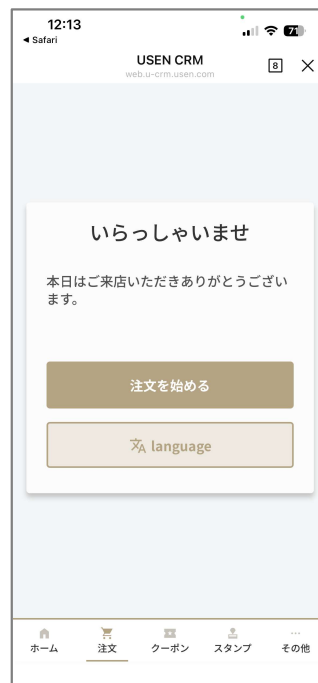 12:13
◀ Safari
71
USEN CRM
web.u-crm.usen.com
8
いらっしゃいませ
本日はご来店いただきありがとうござい
ます。
注文を始める
language
ホーム 注文 クーポン スタンプ その他